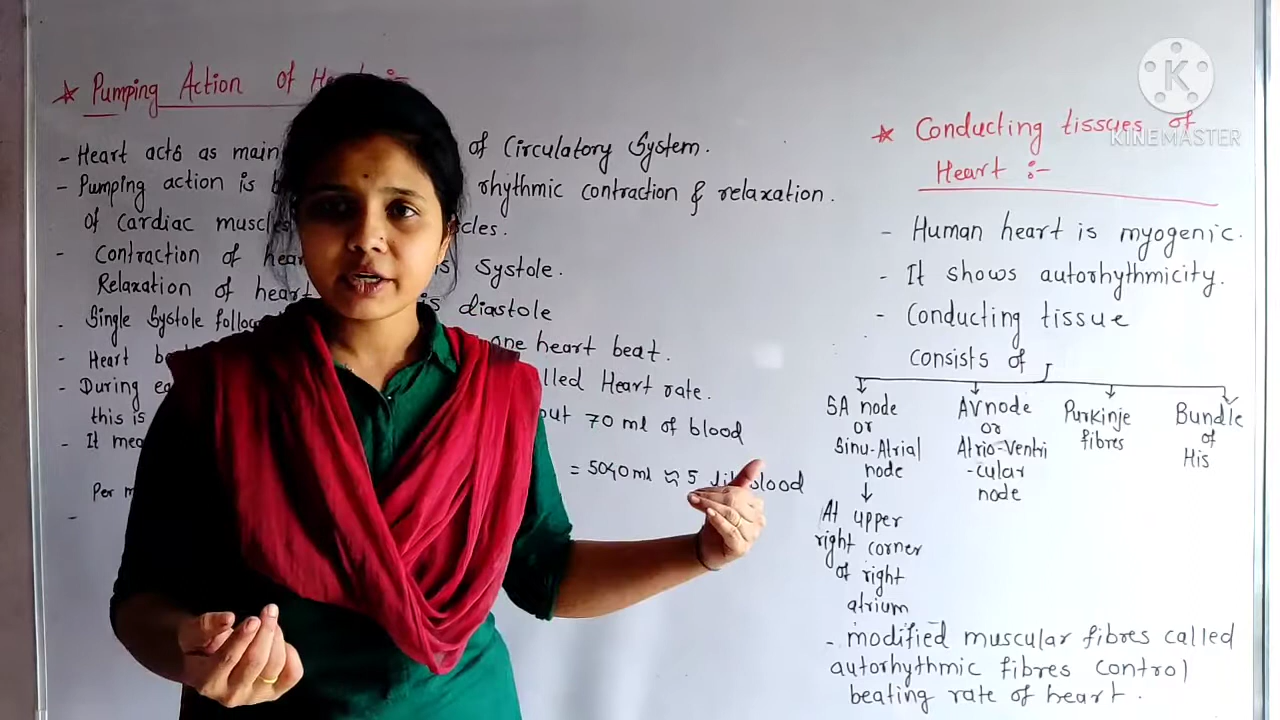 ★ Pumping Action of He :-
- Heart acts as main of Circulatory System.
- Pumping action is rhythmic contraction & relaxation.
of cardiac muscles cles.
- Contraction of hear is Systole.
Relaxation of heart is diastole
- Single Systole follow one heart beat.
- Heart be lled Heart rate.
- During ea out 70 ml of blood
this is
- It mea = 5040 ml ≈ 5 blood
Per m
-
★ Conducting tissues of
Heart :-
- Human heart is myogenic.
- It shows autorhythmicity.
- Conducting tissue
consists of
SA node
or
Sinu-Atrial
node
At upper
right corner
of right
atrium
AV node
or
Atrio-Ventri
-cular
node
Purkinje
fibres
Bundle
of
His
- modified muscular fibres called
autorhythmic fibres control
beating rate of heart.
K
KINEMASTER